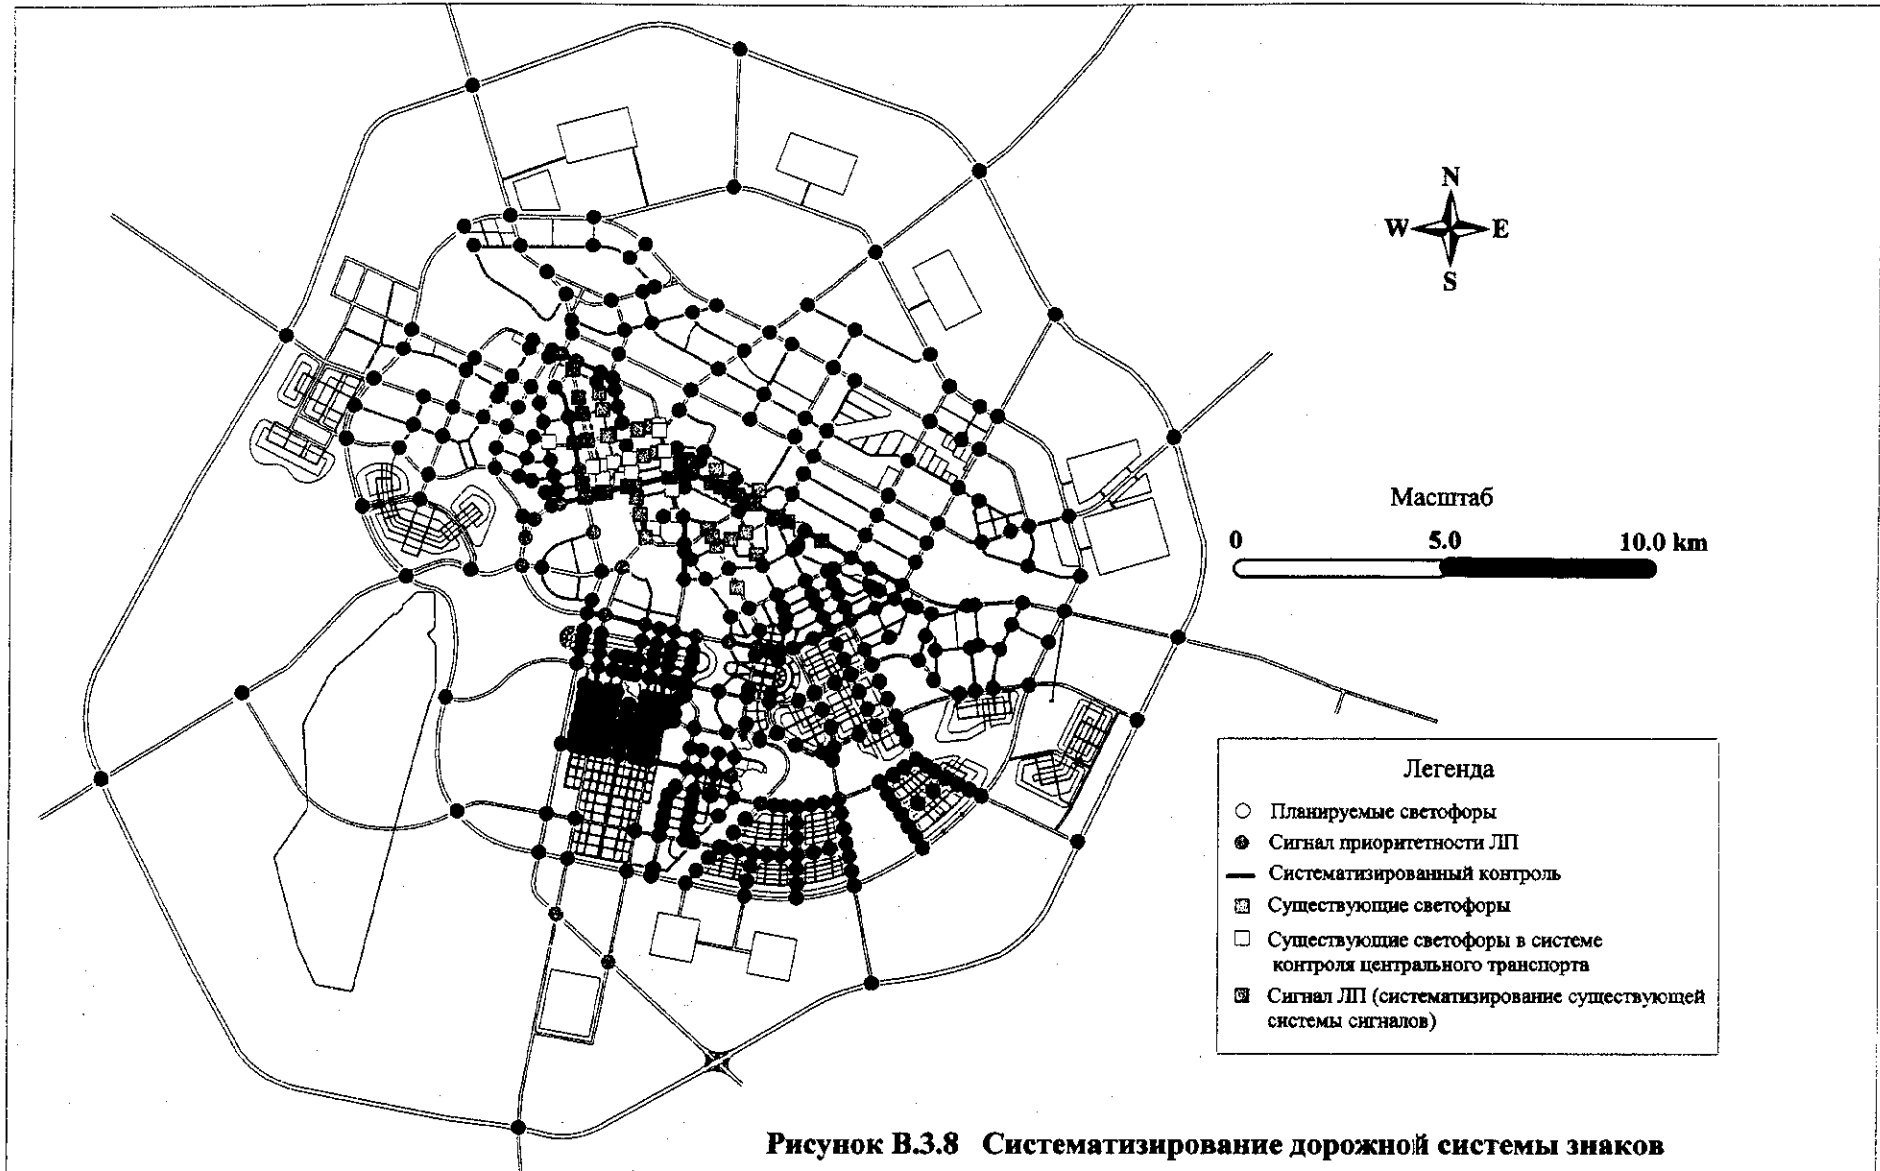 N
W E
S
Масштаб
0 5.0 10.0 km
Легенда
Планируемые светофоры
Сигнал приоритетности ЛП
Систематизированный контроль
Существующие светофоры
Существующие светофоры в системе
контроля центрального транспорта
Сигнал ЛП (систематизирование существующей
системы сигналов)
Рисунок В.3.8 Систематизирование дорожной системы знаков